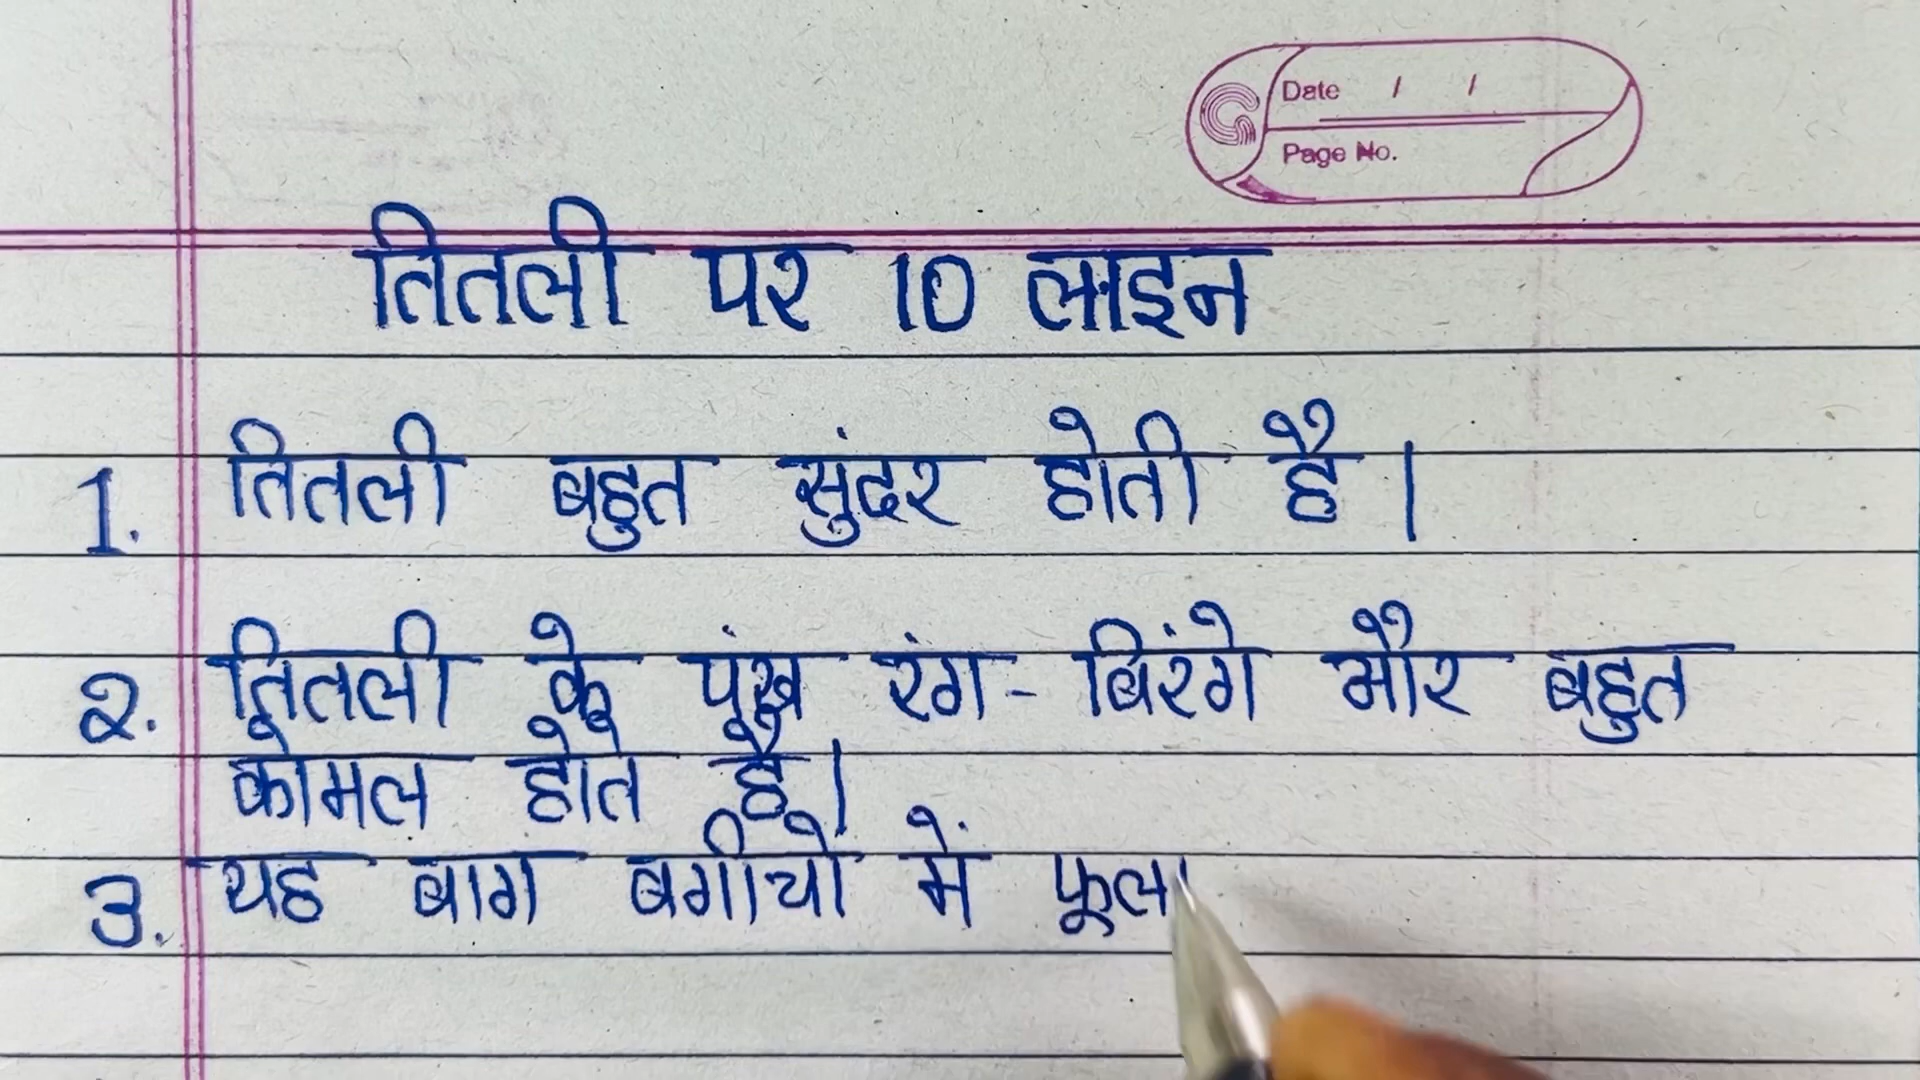 Date / /
Page No.
तितली पर 10 लाइन
1. तितली बहुत सुंदर होती है।
2. तितली के पंख रंग-बिरंगे और बहुत
कोमल होते हैं।
3. यह बाग बगीचों में फूल